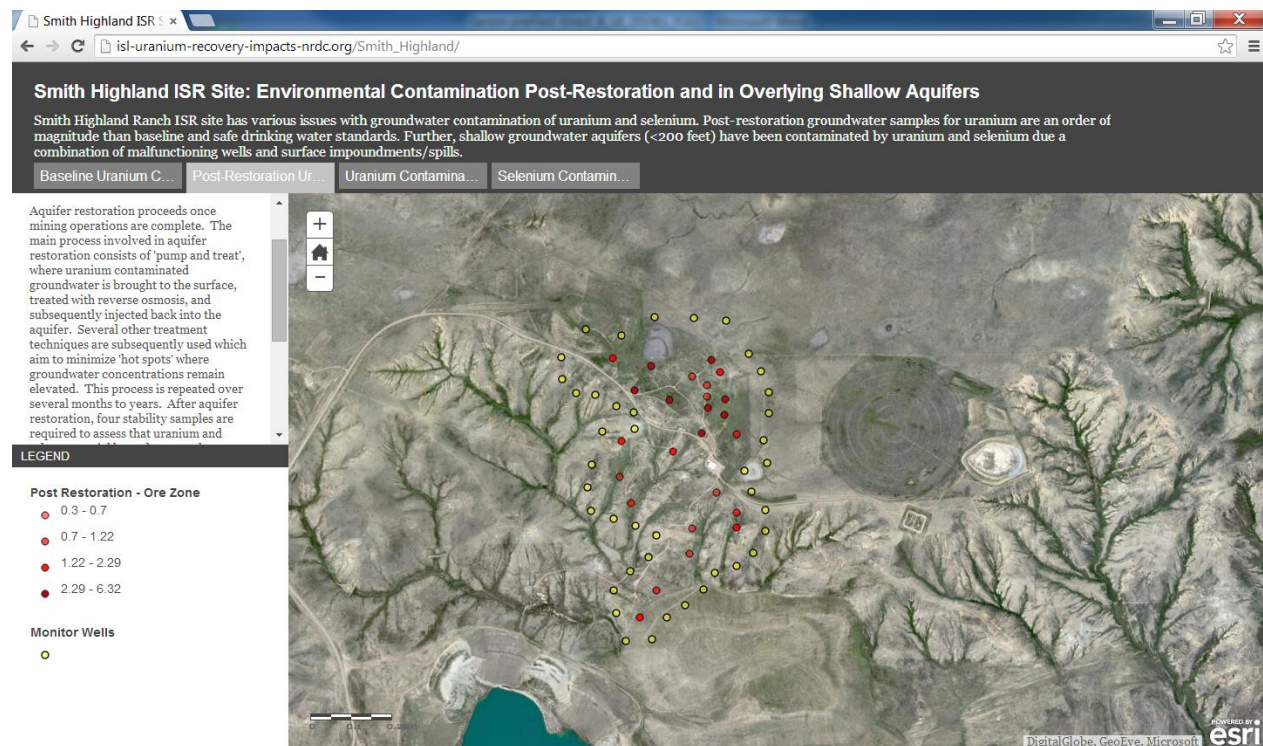 Smith Highland ISR S
isl-uranium-recovery-impacts-nrdc.org/Smith_Highland/
Smith Highland ISR Site: Environmental Contamination Post-Restoration and in Overlying Shallow Aquifers
Smith Highland Ranch ISR site has various issues with groundwater contamination of uranium and selenium. Post-restoration groundwater samples for uranium are an order of
magnitude than baseline and safe drinking water standards. Further, shallow groundwater aquifers (<200 feet) have been contaminated by uranium and selenium due a
combination of malfunctioning wells and surface impoundments/spills.
Baseline Uranium C... Post-Restoration Ur... Uranium Contamina... Selenium Contamin...
Aquifer restoration proceeds once
mining operations are complete. The
main process involved in aquifer
restoration consists of 'pump and treat',
where uranium contaminated
groundwater is brought to the surface,
treated with reverse osmosis, and
subsequently injected back into the
aquifer. Several other treatment
techniques are subsequently used which
aim to minimize 'hot spots' where
groundwater concentrations remain
elevated. This process is repeated over
several months to years. After aquifer
restoration, four stability samples are
required to assess that uranium and
LEGEND
Post Restoration - Ore Zone
0.3 - 0.7
0.7 - 1.22
1.22 - 2.29
2.29 - 6.32
Monitor Wells
POWERED BY
esri
DigitalGlobe, GeoEye, Microsoft